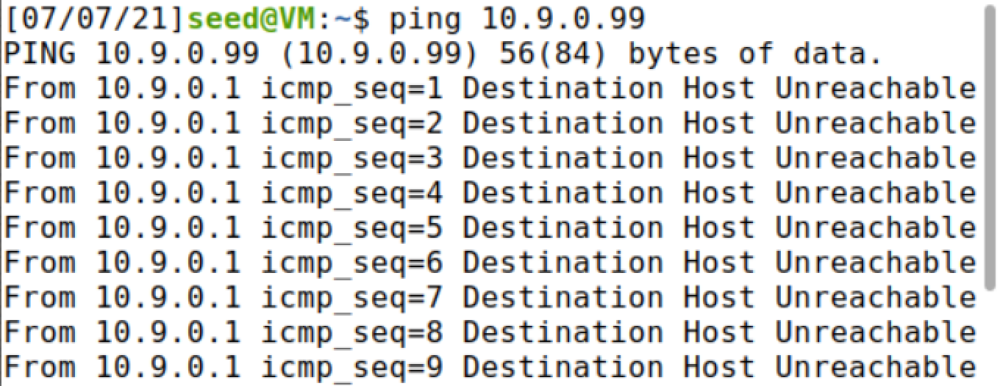 [07/07/21]seed@VM:~$ ping 10.9.0.99
PING 10.9.0.99 (10.9.0.99) 56(84) bytes of data.
From 10.9.0.1 icmp_seq=1 Destination Host Unreachable
From 10.9.0.1 icmp_seq=2 Destination Host Unreachable
From 10.9.0.1 icmp_seq=3 Destination Host Unreachable
From 10.9.0.1 icmp_seq=4 Destination Host Unreachable
From 10.9.0.1 icmp_seq=5 Destination Host Unreachable
From 10.9.0.1 icmp_seq=6 Destination Host Unreachable
From 10.9.0.1 icmp_seq=7 Destination Host Unreachable
From 10.9.0.1 icmp_seq=8 Destination Host Unreachable
From 10.9.0.1 icmp_seq=9 Destination Host Unreachable